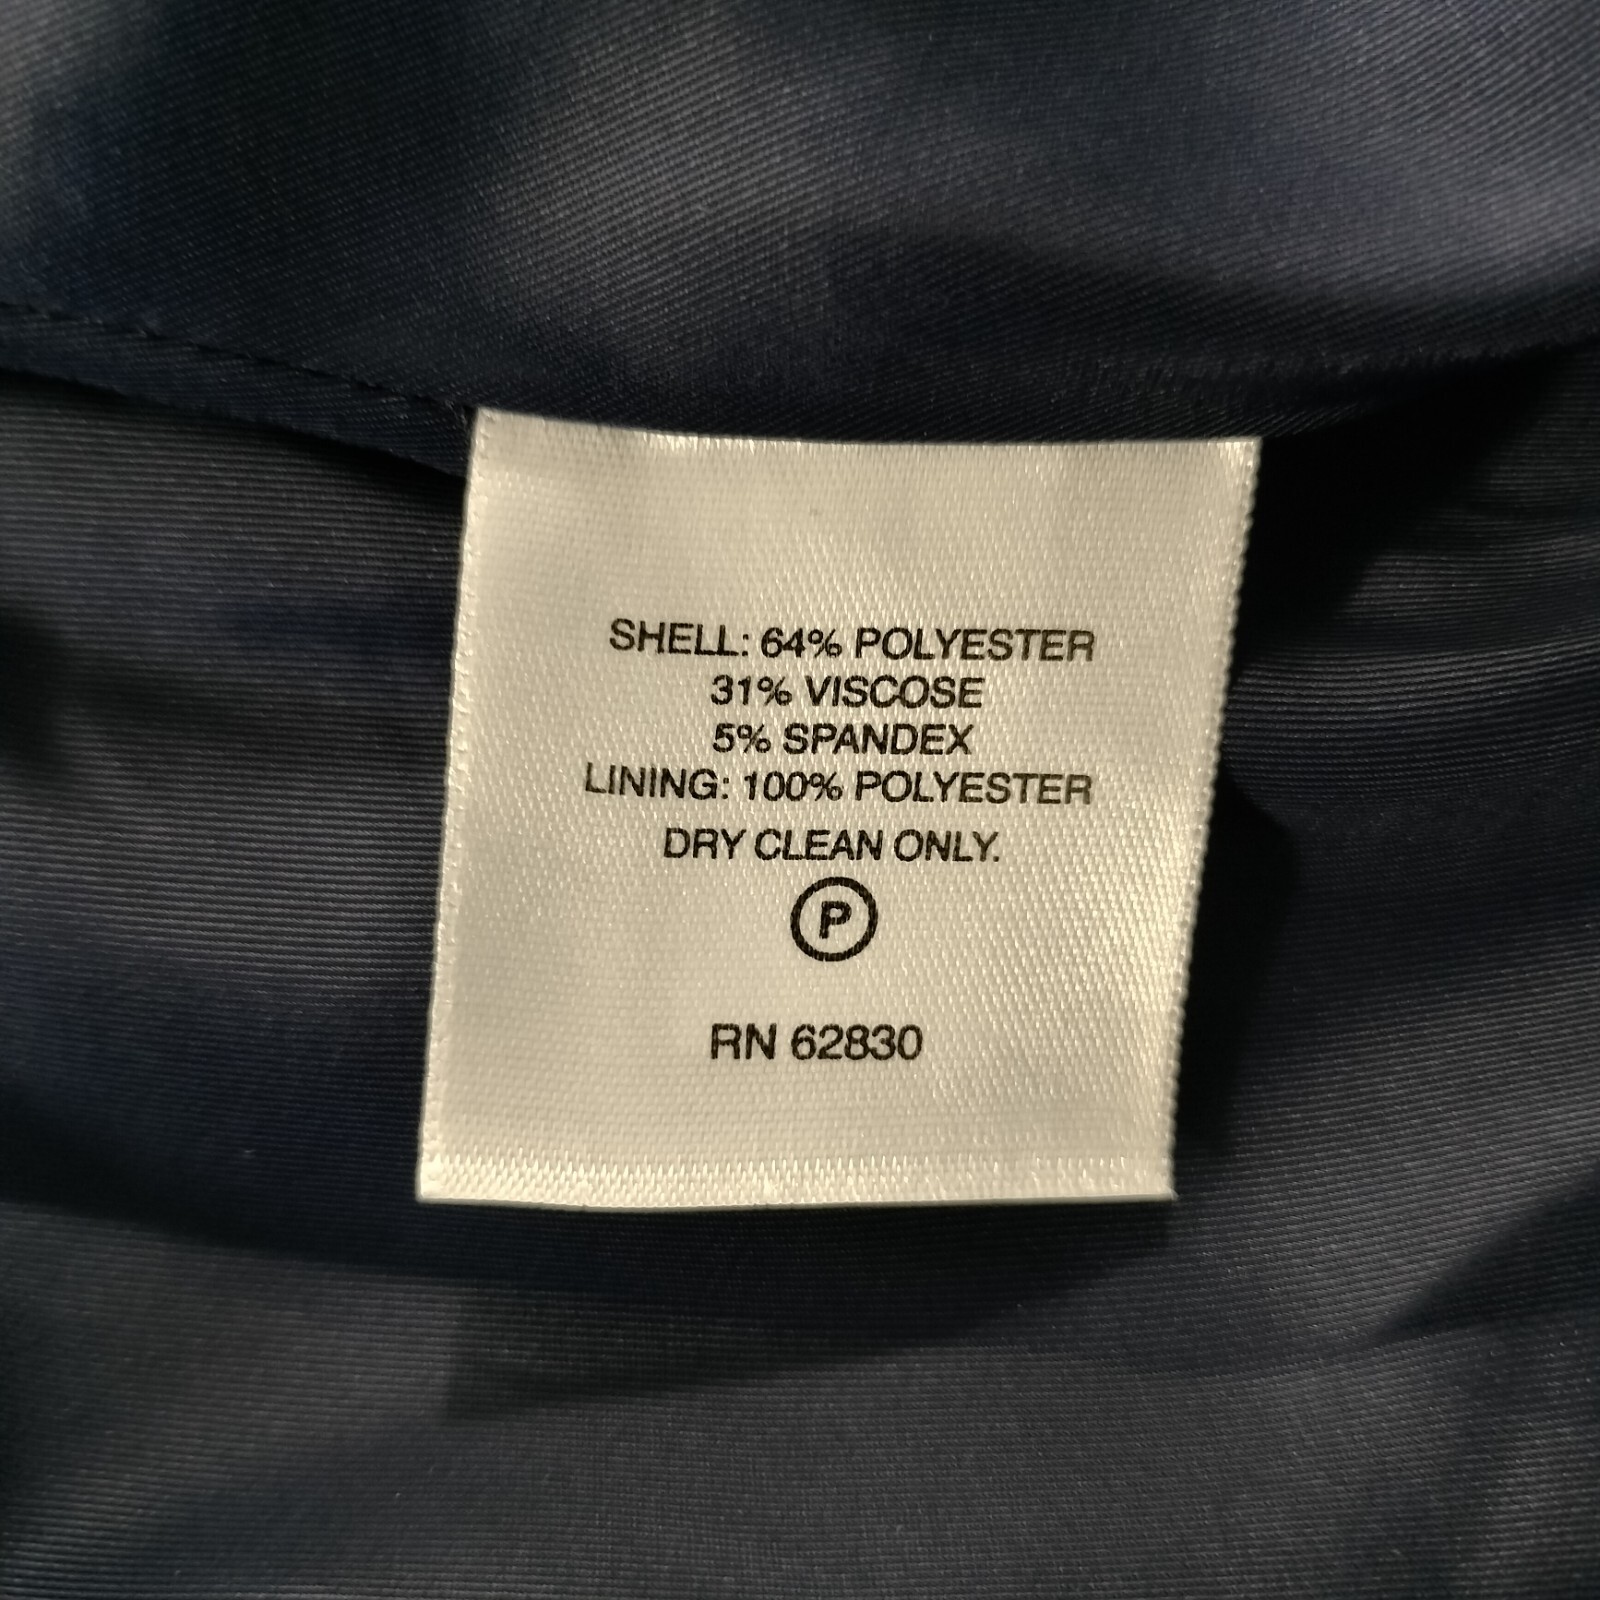 SHELL: 64% POLYESTER
31% VISCOSE
5% SPANDEX
LINING: 100% POLYESTER
DRY CLEAN ONLY.
P
RN 62830